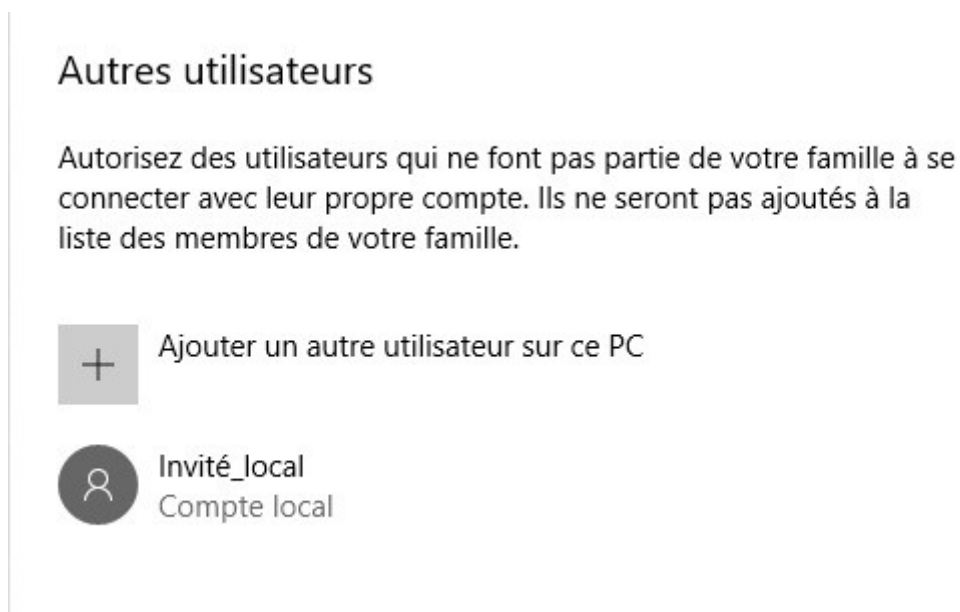 Autres utilisateurs
Autorisez des utilisateurs qui ne font pas partie de votre famille à se
connecter avec leur propre compte. Ils ne seront pas ajoutés à la
liste des membres de votre famille.
Ajouter un autre utilisateur sur ce PC
Invité_local
Compte local